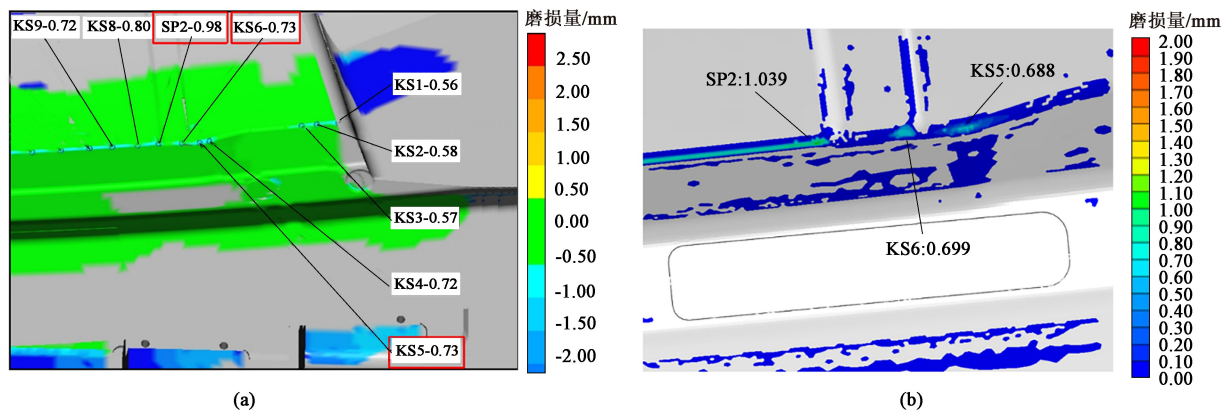 KS9-0.72 KS8-0.80 SP2-0.98 KS6-0.73
KS1-0.56
KS2-0.58
KS3-0.57
KS4-0.72
KS5-0.73
磨损量/mm
2.50
2.00
1.00
0.50
0.00
-0.50
-1.00
-1.50
-2.00
(a)
SP2:1.039
KS5:0.688
KS6:0.699
磨损量/mm
2.00
1.90
1.80
1.70
1.60
1.50
1.40
1.30
1.20
1.10
1.00
0.90
0.80
0.70
0.60
0.50
0.40
0.30
0.20
0.10
0.00
(b)